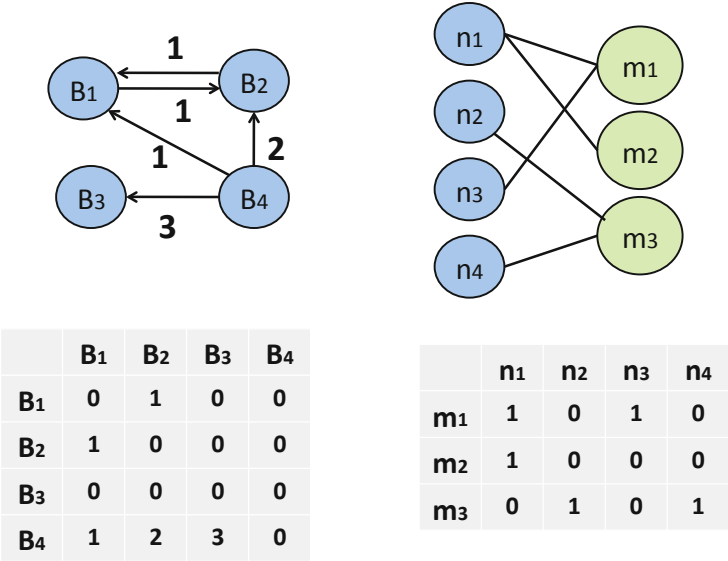 1
B1 B2
1
1 2
B3 B4
3
n1 m1
n2
m2
n3
m3
n4
B1 B2 B3 B4
B1 0 1 0 0
B2 1 0 0 0
B3 0 0 0 0
B4 1 2 3 0
n1 n2 n3 n4
m1 1 0 1 0
m2 1 0 0 0
m3 0 1 0 1